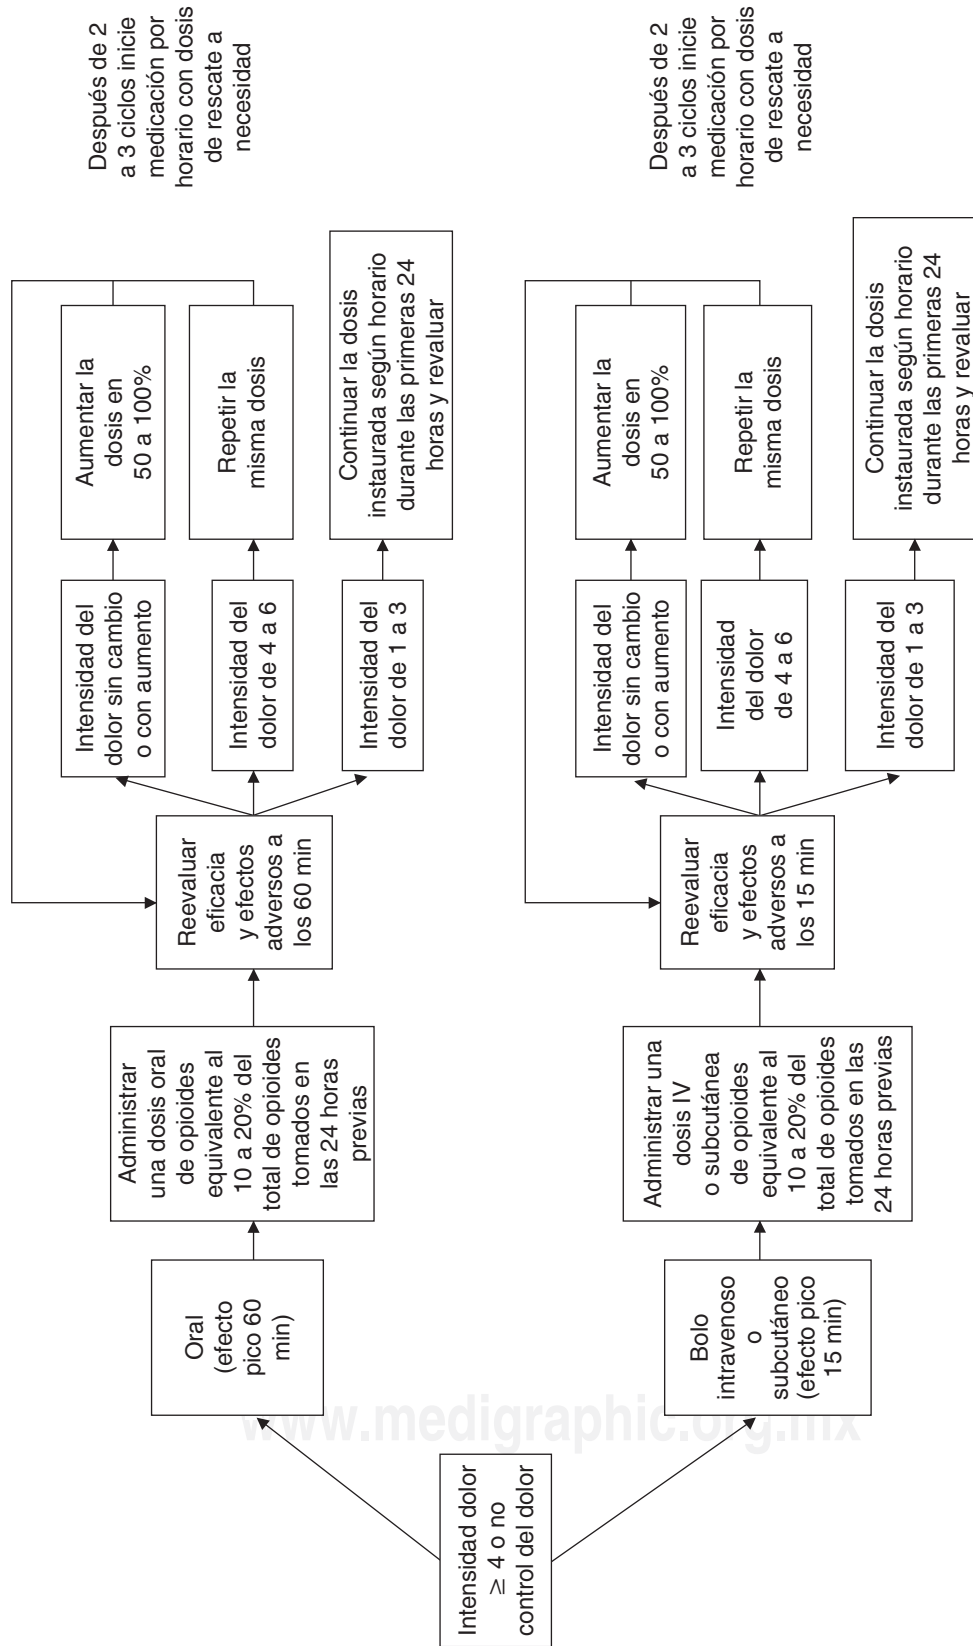 Intensidad dolor
≥ 4 o no
control del dolor
Oral
(efecto
pico 60
min)
Administrar
una dosis oral
de opioides
equivalente al
10 a 20% del
total de opioides
tomados en
las 24 horas
previas
Reevaluar
eficacia
y efectos
adversos a
los 60 min
Intensidad del
dolor sin cambio
o con aumento
Aumentar la
dosis en
50 a 100%
Intensidad del
dolor de 4 a 6
Repetir la
misma dosis
Intensidad del
dolor de 1 a 3
Continuar la dosis
instaurada según horario
durante las primeras 24
horas y revaluar
Después de 2
a 3 ciclos inicie
medicación por
horario con dosis
de rescate a
necesidad
Bolo
intravenoso
o
subcutáneo
(efecto pico
15 min)
Administrar una
dosis IV
o subcutánea
de opioides
equivalente al
10 a 20% del
total de opioides
tomados en las
24 horas previas
Reevaluar
eficacia
y efectos
adversos a
los 15 min
Intensidad del
dolor sin cambio
o con aumento
Aumentar la
dosis en
50 a 100%
Intensidad
del dolor
de 4 a 6
Repetir la
misma dosis
Intensidad del
dolor de 1 a 3
Continuar la dosis
instaurada según horario
durante las primeras 24
horas y revaluar
Después de 2
a 3 ciclos inicie
medicación por
horario con dosis
de rescate a
necesidad
www.medigraphic.org.mx